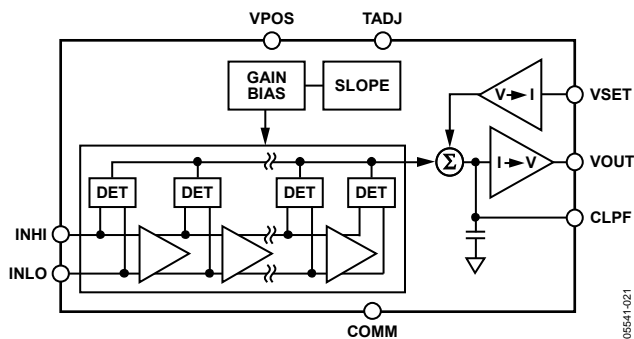 VPOS
TADJ
GAIN
BIAS
SLOPE
V I
VSET
Σ
I V
VOUT
DET
DET
DET
DET
CLPF
INHI
INLO
COMM
05541-021